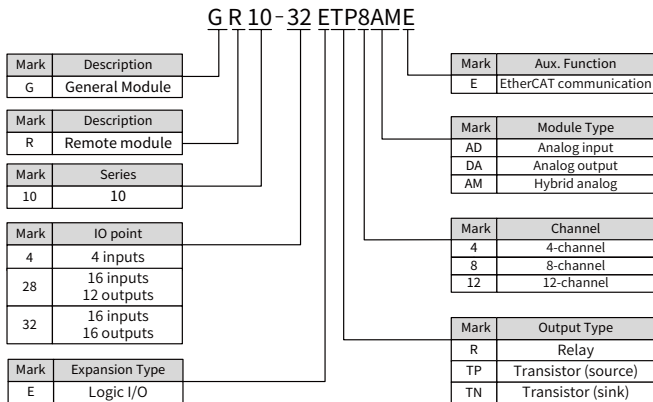 GR10-32ETP8AME
Mark Description
G General Module
Mark Description
R Remote module
Mark Series
10 10
Mark IO point
4 4 inputs
28 16 inputs
12 outputs
32 16 inputs
16 outputs
Mark Expansion Type
E Logic I/O
Mark Aux. Function
E EtherCAT communication
Mark Module Type
AD Analog input
DA Analog output
AM Hybrid analog
Mark Channel
4 4-channel
8 8-channel
12 12-channel
Mark Output Type
R Relay
TP Transistor (source)
TN Transistor (sink)